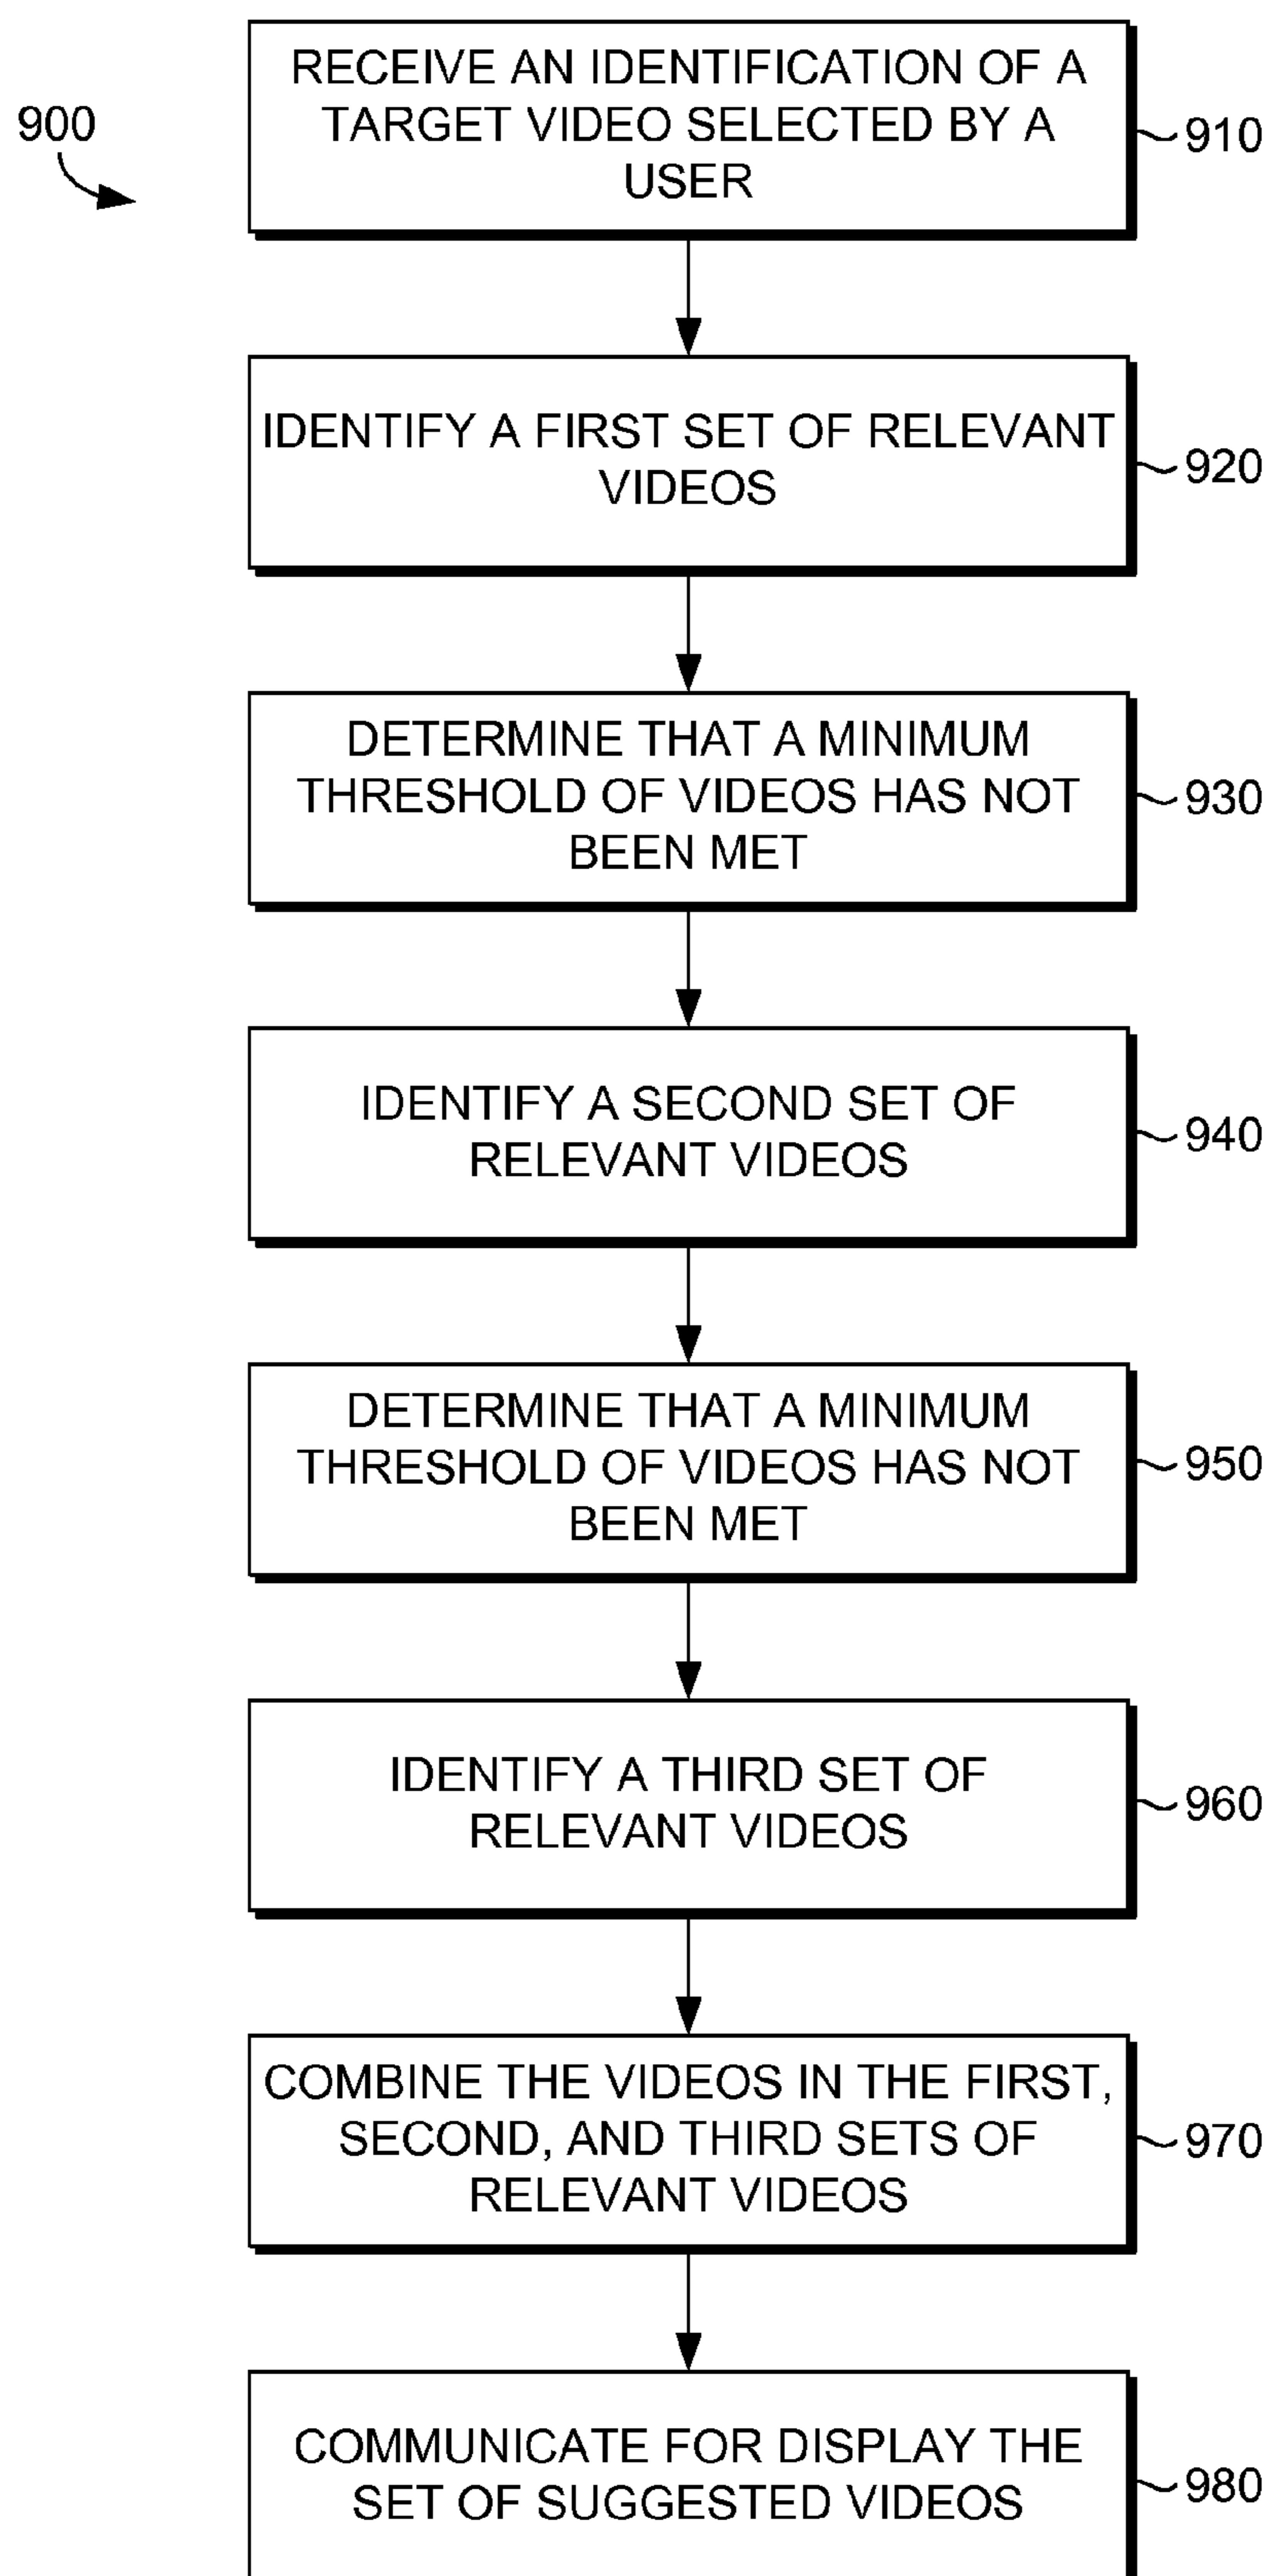 900
RECEIVE AN IDENTIFICATION OF A
TARGET VIDEO SELECTED BY A
USER
910
IDENTIFY A FIRST SET OF RELEVANT
VIDEOS
920
DETERMINE THAT A MINIMUM
THRESHOLD OF VIDEOS HAS NOT
BEEN MET
930
IDENTIFY A SECOND SET OF
RELEVANT VIDEOS
940
DETERMINE THAT A MINIMUM
THRESHOLD OF VIDEOS HAS NOT
BEEN MET
950
IDENTIFY A THIRD SET OF
RELEVANT VIDEOS
960
COMBINE THE VIDEOS IN THE FIRST,
SECOND, AND THIRD SETS OF
RELEVANT VIDEOS
970
COMMUNICATE FOR DISPLAY THE
SET OF SUGGESTED VIDEOS
980